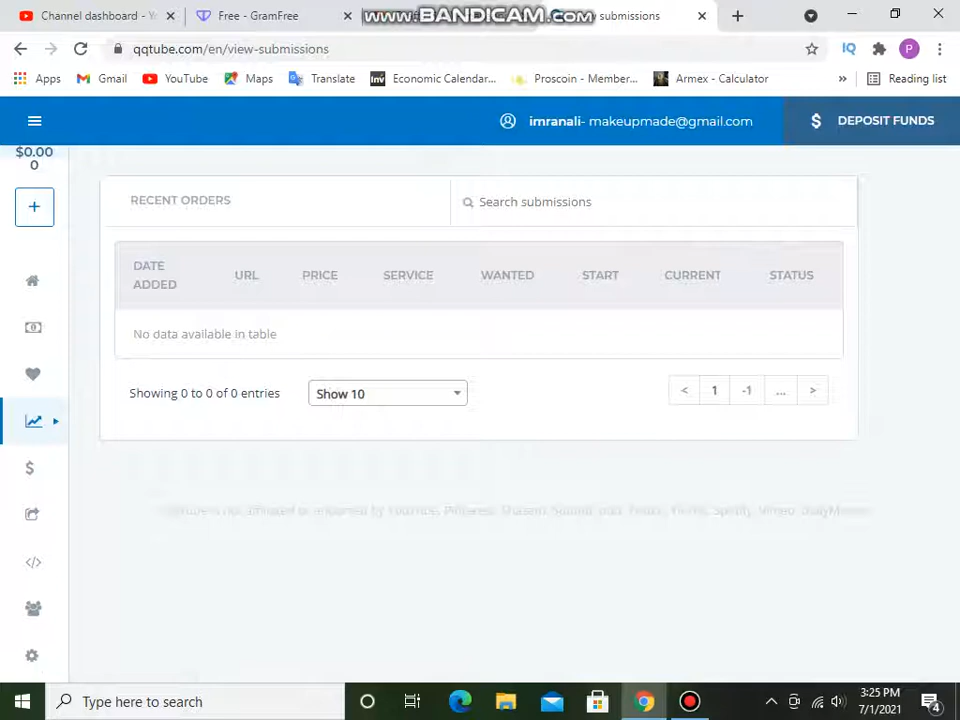 Channel dashboard - Y
Free - GramFree
WWW.BANDICAM.COM
submissions
qqtube.com/en/view-submissions
Apps
Gmail
YouTube
Maps
Translate
Inv
Economic Calendar...
Proscoin - Member...
Armex - Calculator
Reading list
IQ
P
imranali- makeupmade@gmail.com
$ DEPOSIT FUNDS
$0.00
0
RECENT ORDERS
Search submissions
DATE ADDED URL PRICE SERVICE WANTED START CURRENT STATUS
No data available in table
Showing 0 to 0 of 0 entries
Show 10
< 1 -1 ... >
Type here to search
3:25 PM
7/1/2021
4